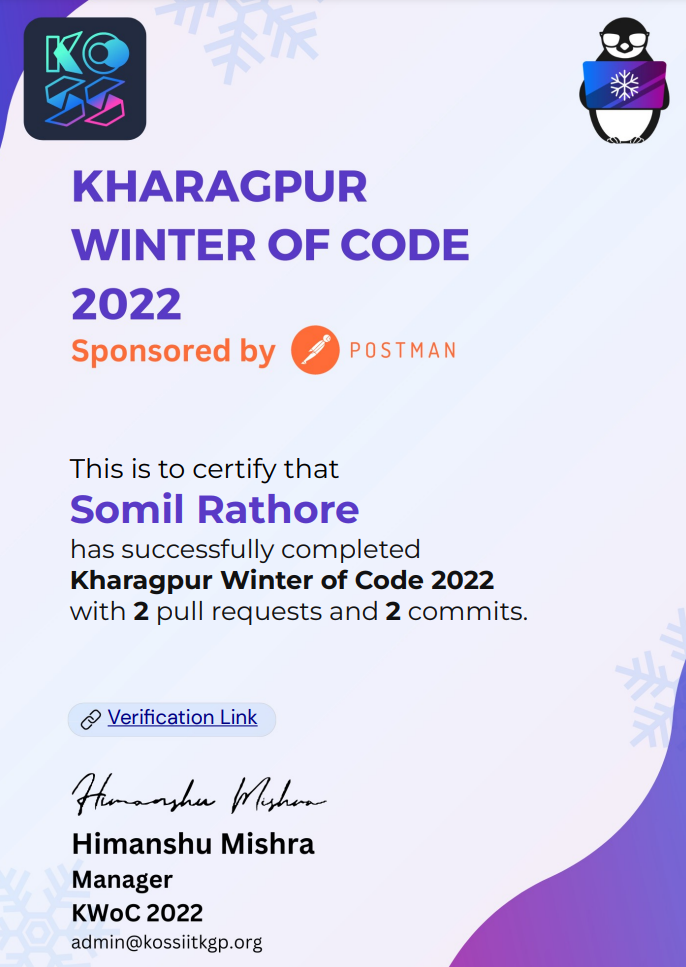 KOSS
KHARAGPUR
WINTER OF CODE
2022
Sponsored by POSTMAN
This is to certify that
Somil Rathore
has successfully completed
Kharagpur Winter of Code 2022
with 2 pull requests and 2 commits.
Verification Link
Himanshu Mishra
Himanshu Mishra
Manager
KWoC 2022
admin@kossiitkgp.org